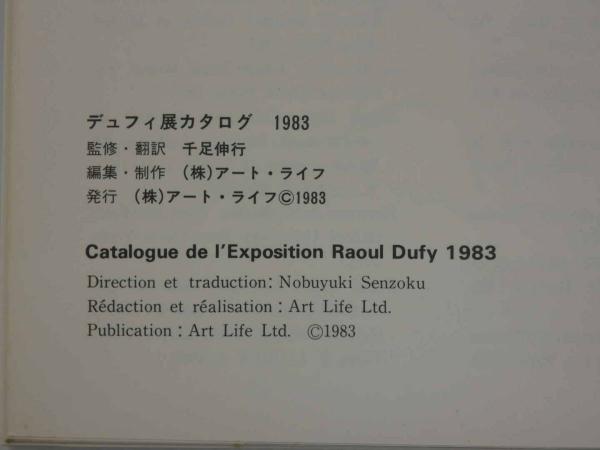 デュフィ展カタログ 1983
監修・翻訳 千足伸行
編集・制作 (株)アート・ライフ
発行 (株)アート・ライフ©1983
Catalogue de l'Exposition Raoul Dufy 1983
Direction et traduction: Nobuyuki Senzoku
Rédaction et réalisation: Art Life Ltd.
Publication: Art Life Ltd. ©1983